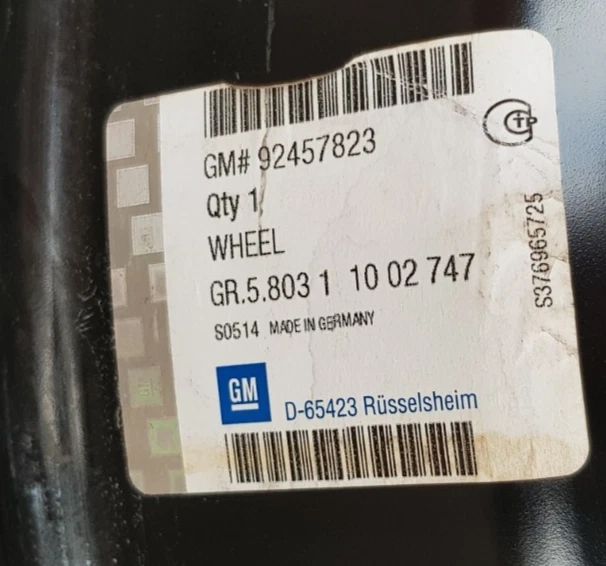 GM# 92457823
Qty 1
WHEEL
GR.5.803 1 10 02 747
S0514 MADE IN GERMANY
GM
D-65423 Rüsselsheim
S376965725